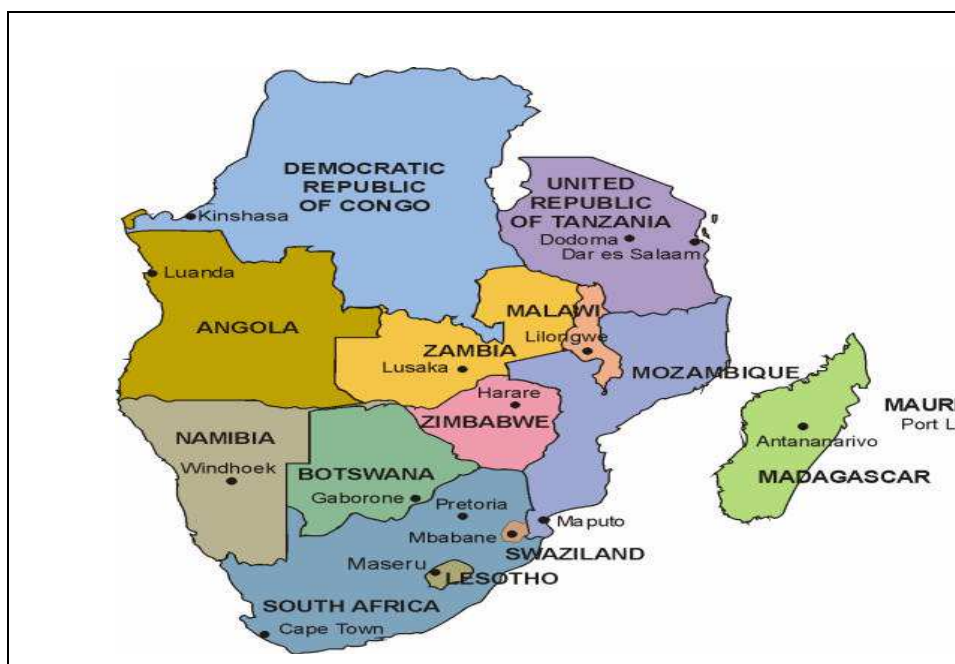 DEMOCRATIC
REPUBLIC
OF CONGO
Kinshasa
UNITED
REPUBLIC
OF TANZANIA
Dodoma
Dar es Salaam
Luanda
ANGOLA
MALAWI
Lilongwe
ZAMBIA
Lusaka
MOZAMBIQUE
Harare
ZIMBABWE
MAURI
Port L
Antananarivo
MADAGASCAR
NAMIBIA
Windhoek
BOTSWANA
Gaborone
Pretoria
Maputo
Mbabane
SWAZILAND
Maseru
LESOTHO
SOUTH AFRICA
Cape Town